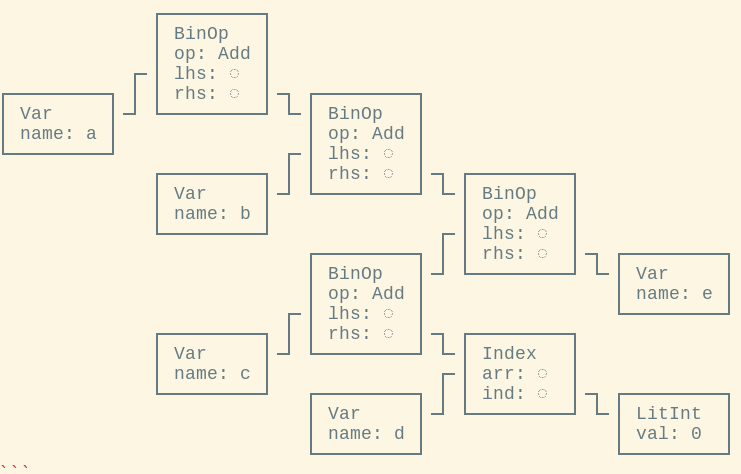 BinOp
op: Add
lhs: ◌
rhs: ◌
Var
name: a
BinOp
op: Add
lhs: ◌
rhs: ◌
Var
name: b
BinOp
op: Add
lhs: ◌
rhs: ◌
BinOp
op: Add
lhs: ◌
rhs: ◌
Var
name: e
Var
name: c
Index
arr: ◌
ind: ◌
Var
name: d
LitInt
val: 0
```